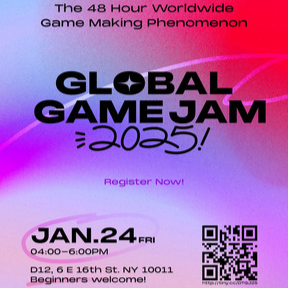 The 48 Hour Worldwide
Game Making Phenomenon
GLOBAL
GAME JAM
2025!
Register Now!
JAN.24 FRI
04:00–6:00PM
D12, 6 E 16th St. NY 10011
Beginners welcome!